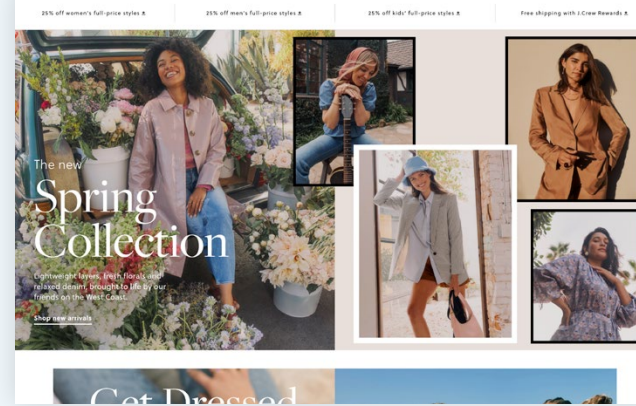 25% off women's full-price styles
25% off men's full-price styles
25% off kids' full-price styles
Free shipping with J.Crew Rewards
The new
Spring
Collection
Lightweight layers, fresh florals and
relaxed denim, brought to life by our
friends on the West Coast.
Shop new arrivals
Get Dressed